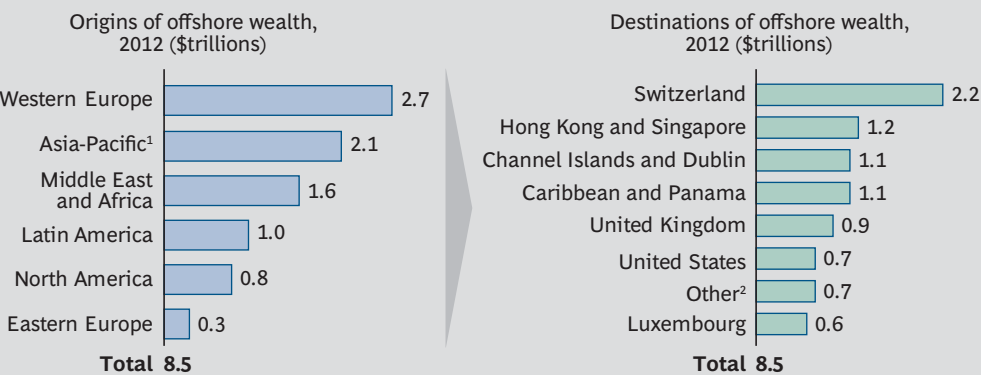 Origins of offshore wealth,
2012 ($trillions)
Western Europe 2.7
Asia-Pacific¹ 2.1
Middle East
and Africa 1.6
Latin America 1.0
North America 0.8
Eastern Europe 0.3
Total 8.5
Destinations of offshore wealth,
2012 ($trillions)
Switzerland 2.2
Hong Kong and Singapore 1.2
Channel Islands and Dublin 1.1
Caribbean and Panama 1.1
United Kingdom 0.9
United States 0.7
Other² 0.7
Luxembourg 0.6
Total 8.5